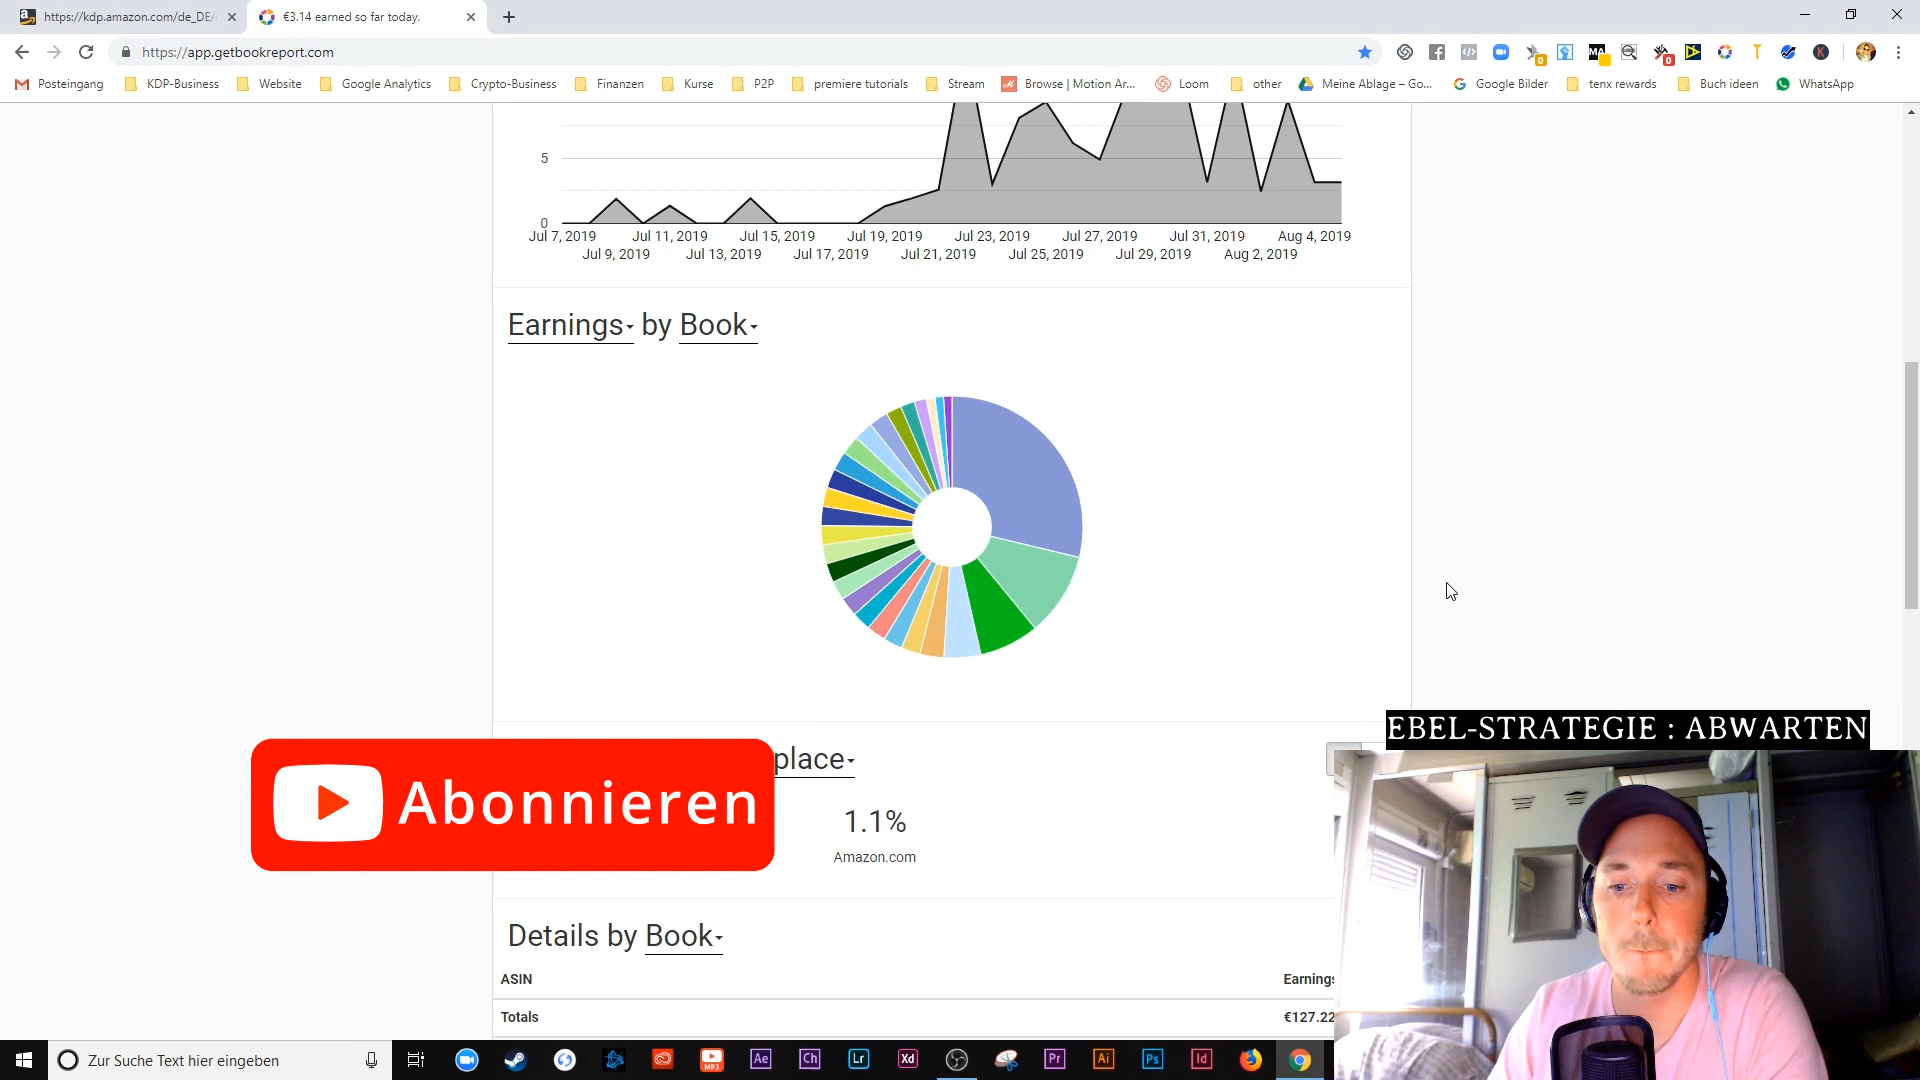 https://kdp.amazon.com/de_DE/
€3.14 earned so far today.
https://app.getbookreport.com
Posteingang
KDP-Business
Website
Google Analytics
Crypto-Business
Finanzen
Kurse
P2P
premiere tutorials
Stream
Browse | Motion Ar...
Loom
other
Meine Ablage – Go...
Google Bilder
tenx rewards
Buch ideen
WhatsApp
5
0
Jul 7, 2019
Jul 11, 2019
Jul 15, 2019
Jul 19, 2019
Jul 23, 2019
Jul 27, 2019
Jul 31, 2019
Aug 4, 2019
Jul 9, 2019
Jul 13, 2019
Jul 17, 2019
Jul 21, 2019
Jul 25, 2019
Jul 29, 2019
Aug 2, 2019
Earnings by Book
EBEL-STRATEGIE : ABWARTEN
place
Abonnieren
1.1%
Amazon.com
Details by Book
ASIN
Earnings
Totals
€127.22
Zur Suche Text hier eingeben
MP3
Ae
Ch
Lr
Xd
Pr
Ai
Ps
Id